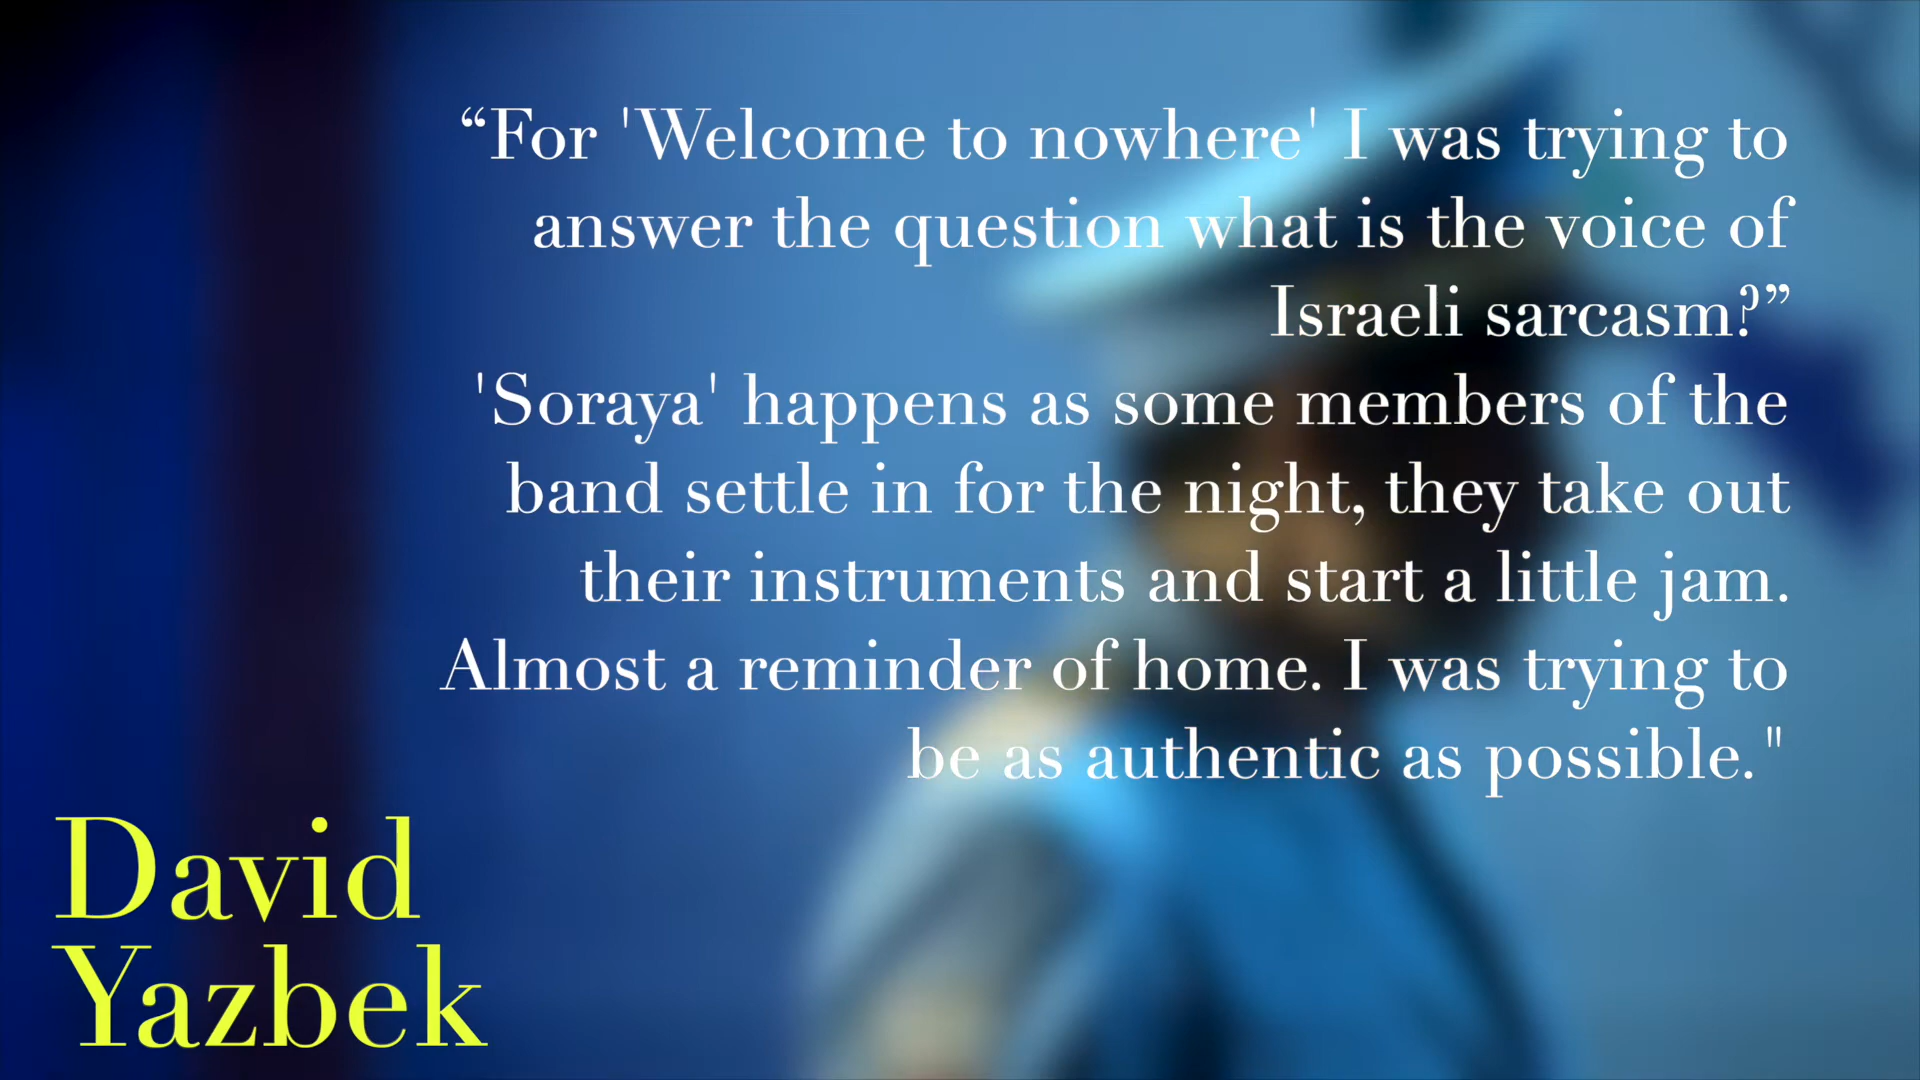 “For 'Welcome to nowhere' I was trying to
answer the question what is the voice of
Israeli sarcasm?”
'Soraya' happens as some members of the
band settle in for the night, they take out
their instruments and start a little jam.
Almost a reminder of home. I was trying to
be as authentic as possible."
David
Yazbek